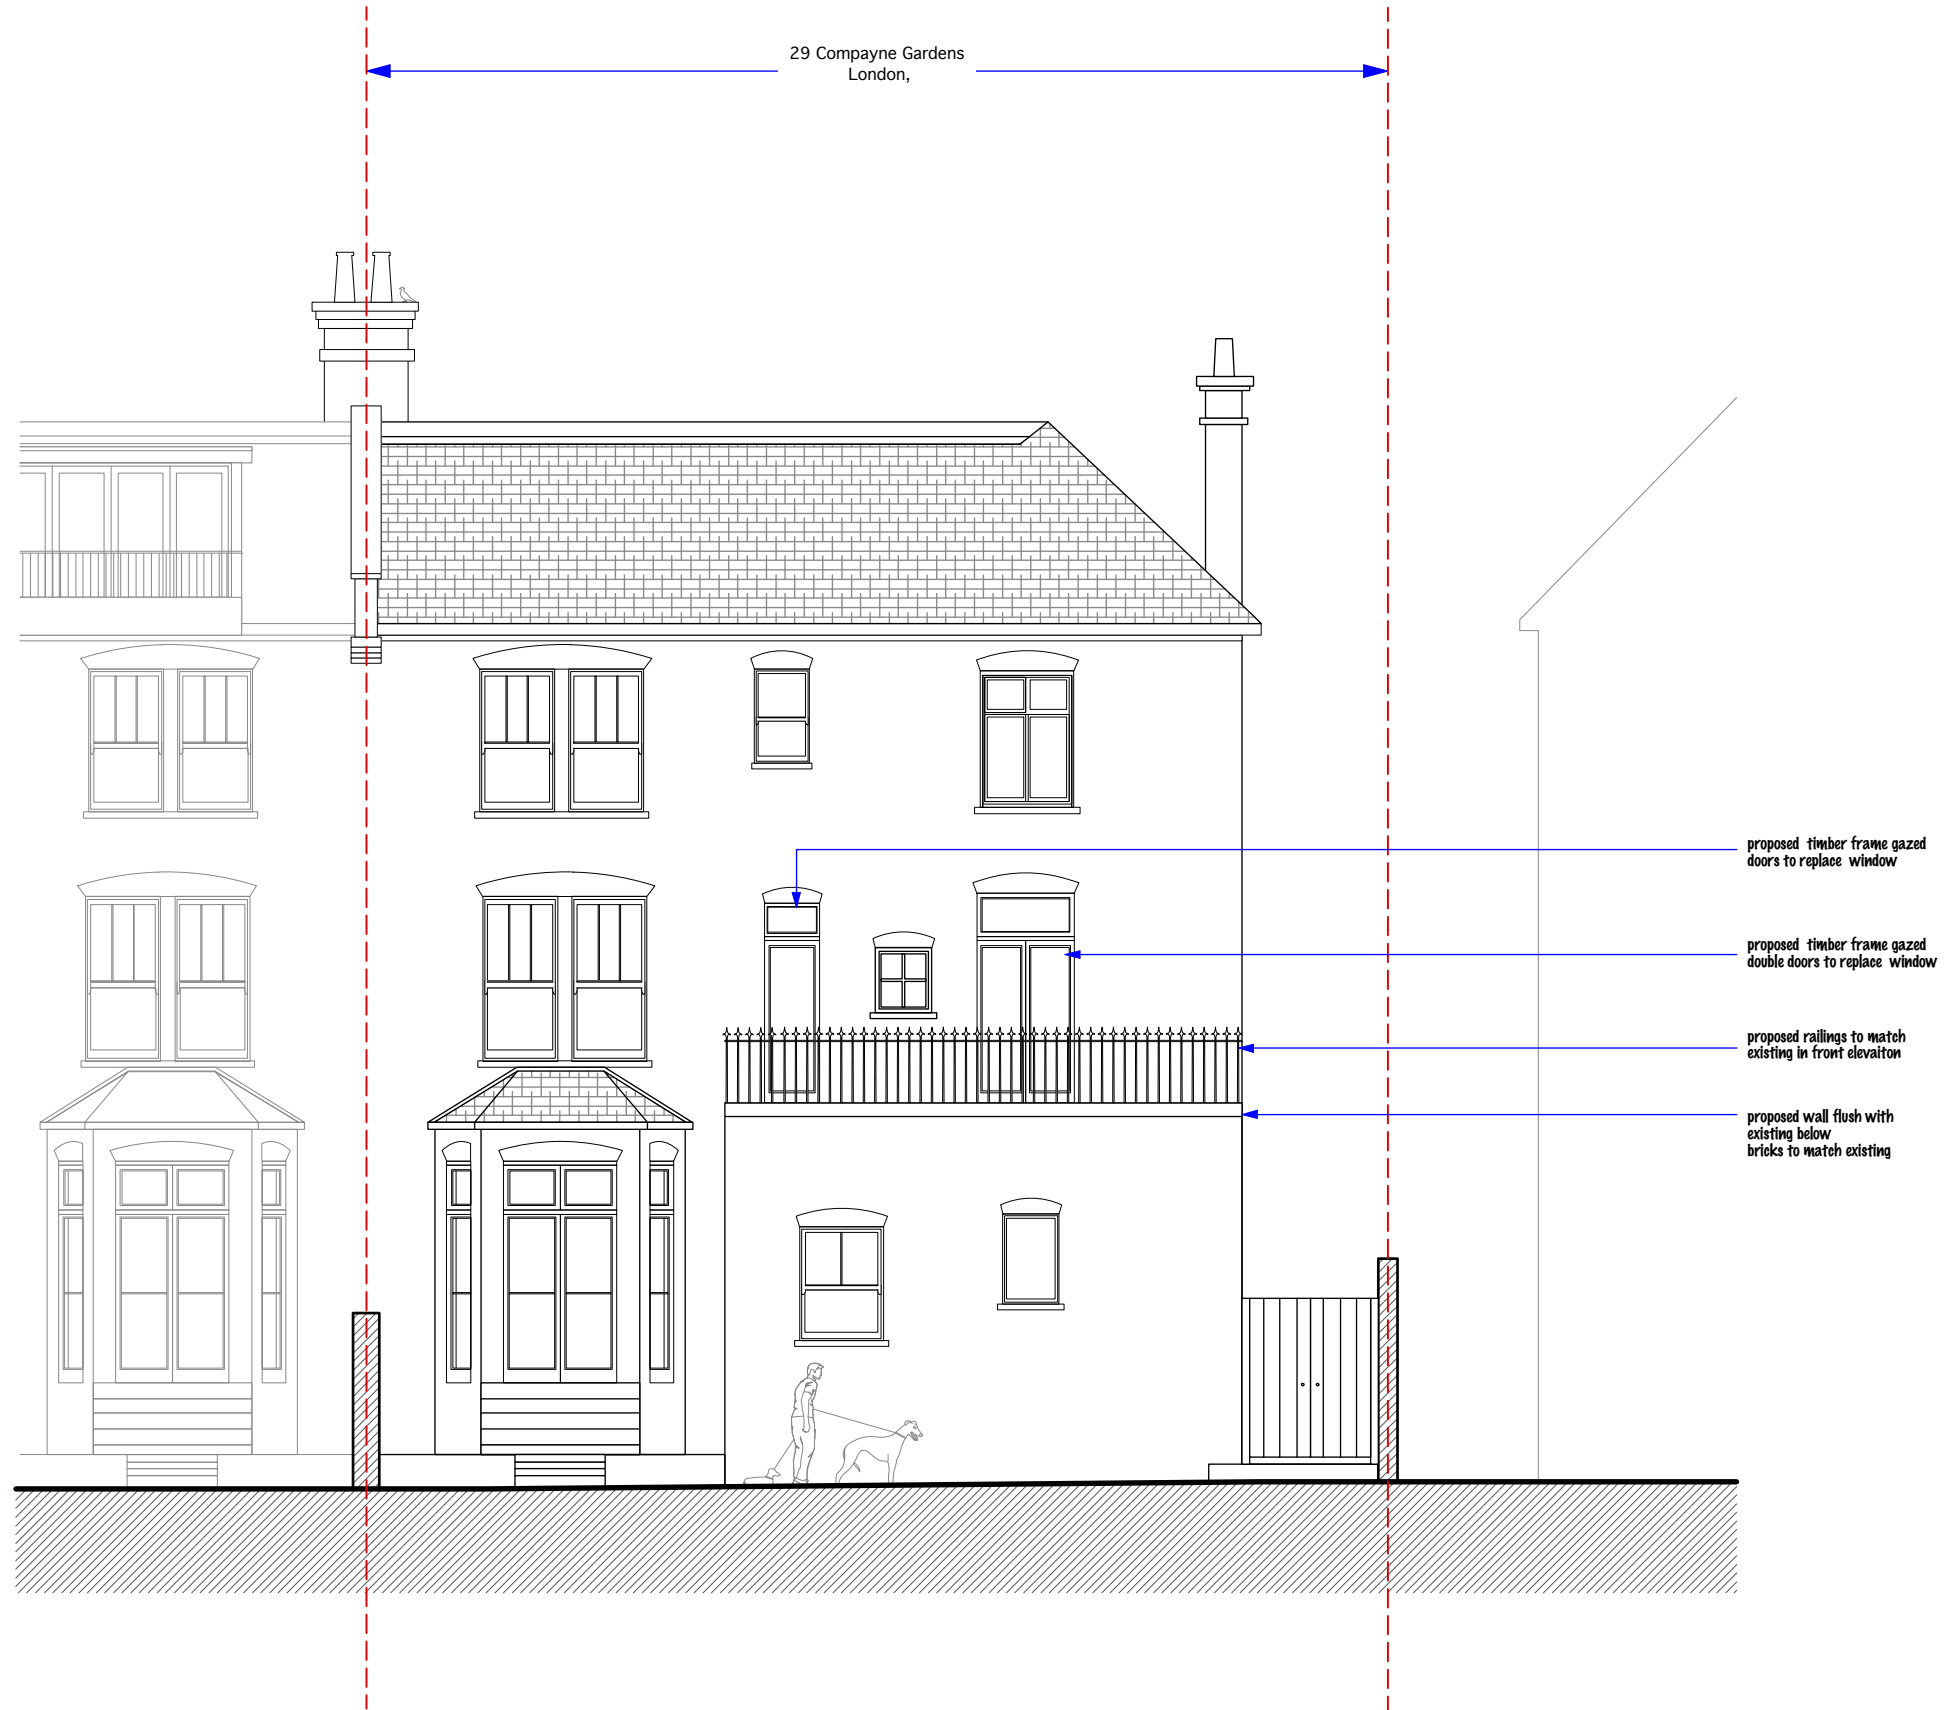 29 Compayne Gardens
London,
proposed timber frame gazed
doors to replace window
proposed timber frame gazed
double doors to replace window
proposed railings to match
existing in front elevaiton
proposed wall flush with
existing below
bricks to match existing